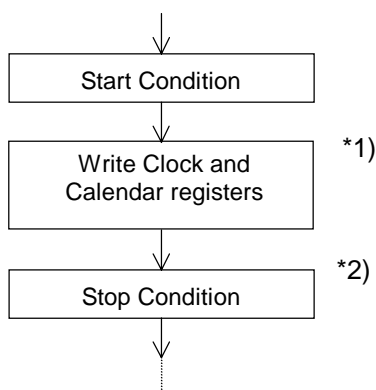 Start Condition
Write Clock and
Calendar registers
*1)
Stop Condition
*2)